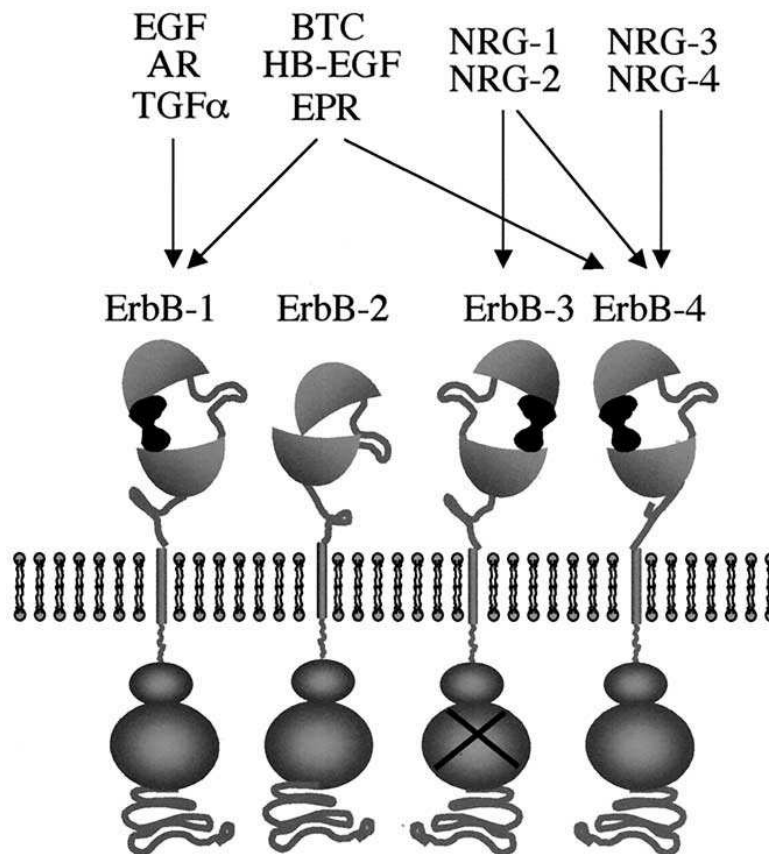 EGF
AR
TGFα
BTC
HB-EGF
EPR
NRG-1
NRG-2
NRG-3
NRG-4
ErbB-1
ErbB-2
ErbB-3
ErbB-4